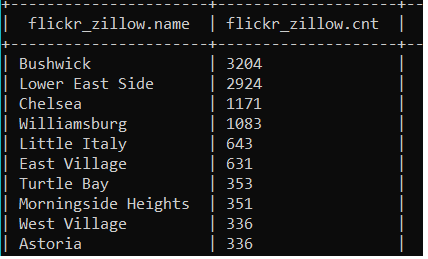 flickr_zillow.name | flickr_zillow.cnt |
| Bushwick | 3204 |
| Lower East Side | 2924 |
| Chelsea | 1171 |
| Williamsburg | 1083 |
| Little Italy | 643 |
| East Village | 631 |
| Turtle Bay | 353 |
| Morningside Heights | 351 |
| West Village | 336 |
| Astoria | 336 |